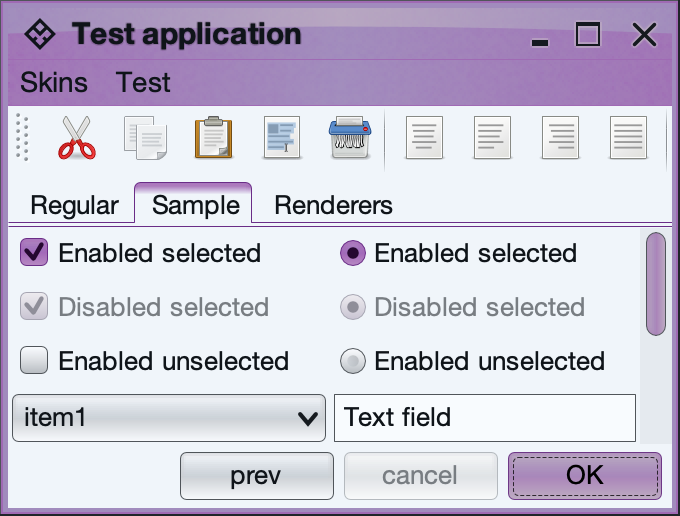 Test application
Skins Test
Regular Sample Renderers
Enabled selected Enabled selected
Disabled selected Disabled selected
Enabled unselected Enabled unselected
item1 Text field
prev cancel OK